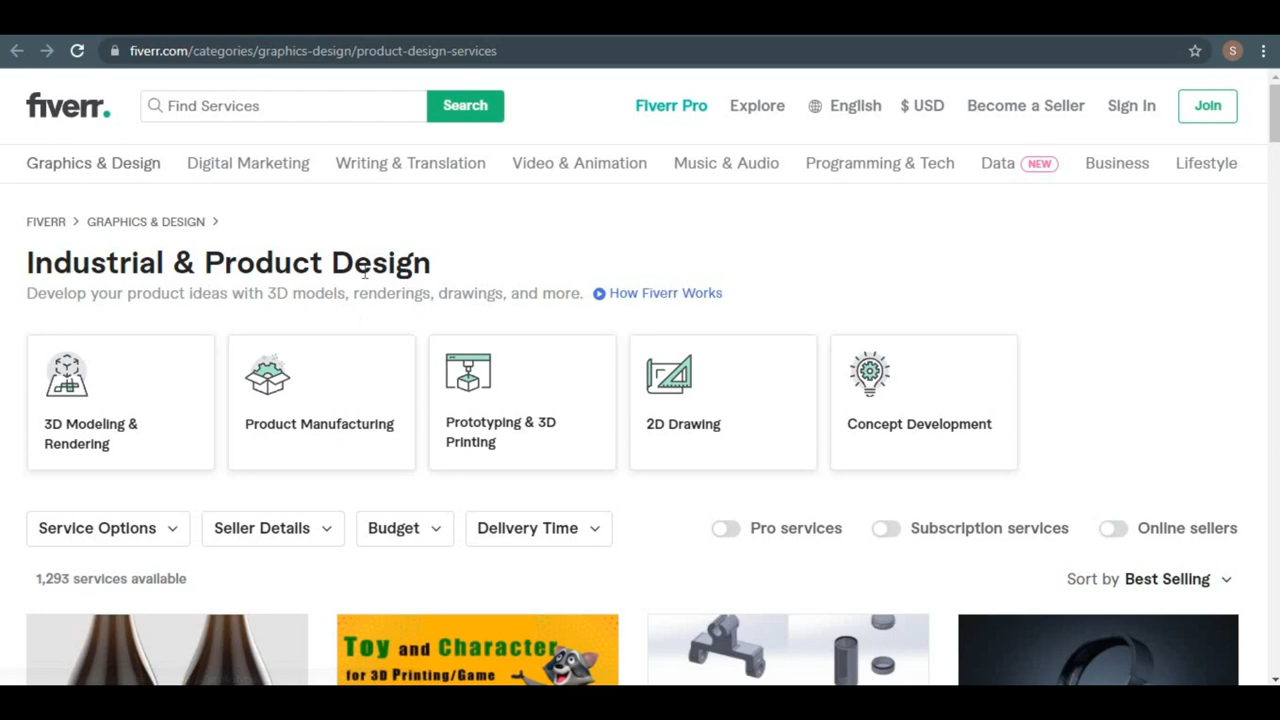 fiverr.com/categories/graphics-design/product-design-services
S
fiverr.
Find Services
Search
Fiverr Pro
Explore
English
$ USD
Become a Seller
Sign In
Join
Graphics & Design
Digital Marketing
Writing & Translation
Video & Animation
Music & Audio
Programming & Tech
Data NEW
Business
Lifestyle
FIVERR > GRAPHICS & DESIGN >
Industrial & Product Design
Develop your product ideas with 3D models, renderings, drawings, and more.
How Fiverr Works
3D Modeling &
Rendering
Product Manufacturing
Prototyping & 3D
Printing
2D Drawing
Concept Development
Service Options
Seller Details
Budget
Delivery Time
Pro services
Subscription services
Online sellers
1,293 services available
Sort by Best Selling
Toy and Character
for 3D Printing/Game